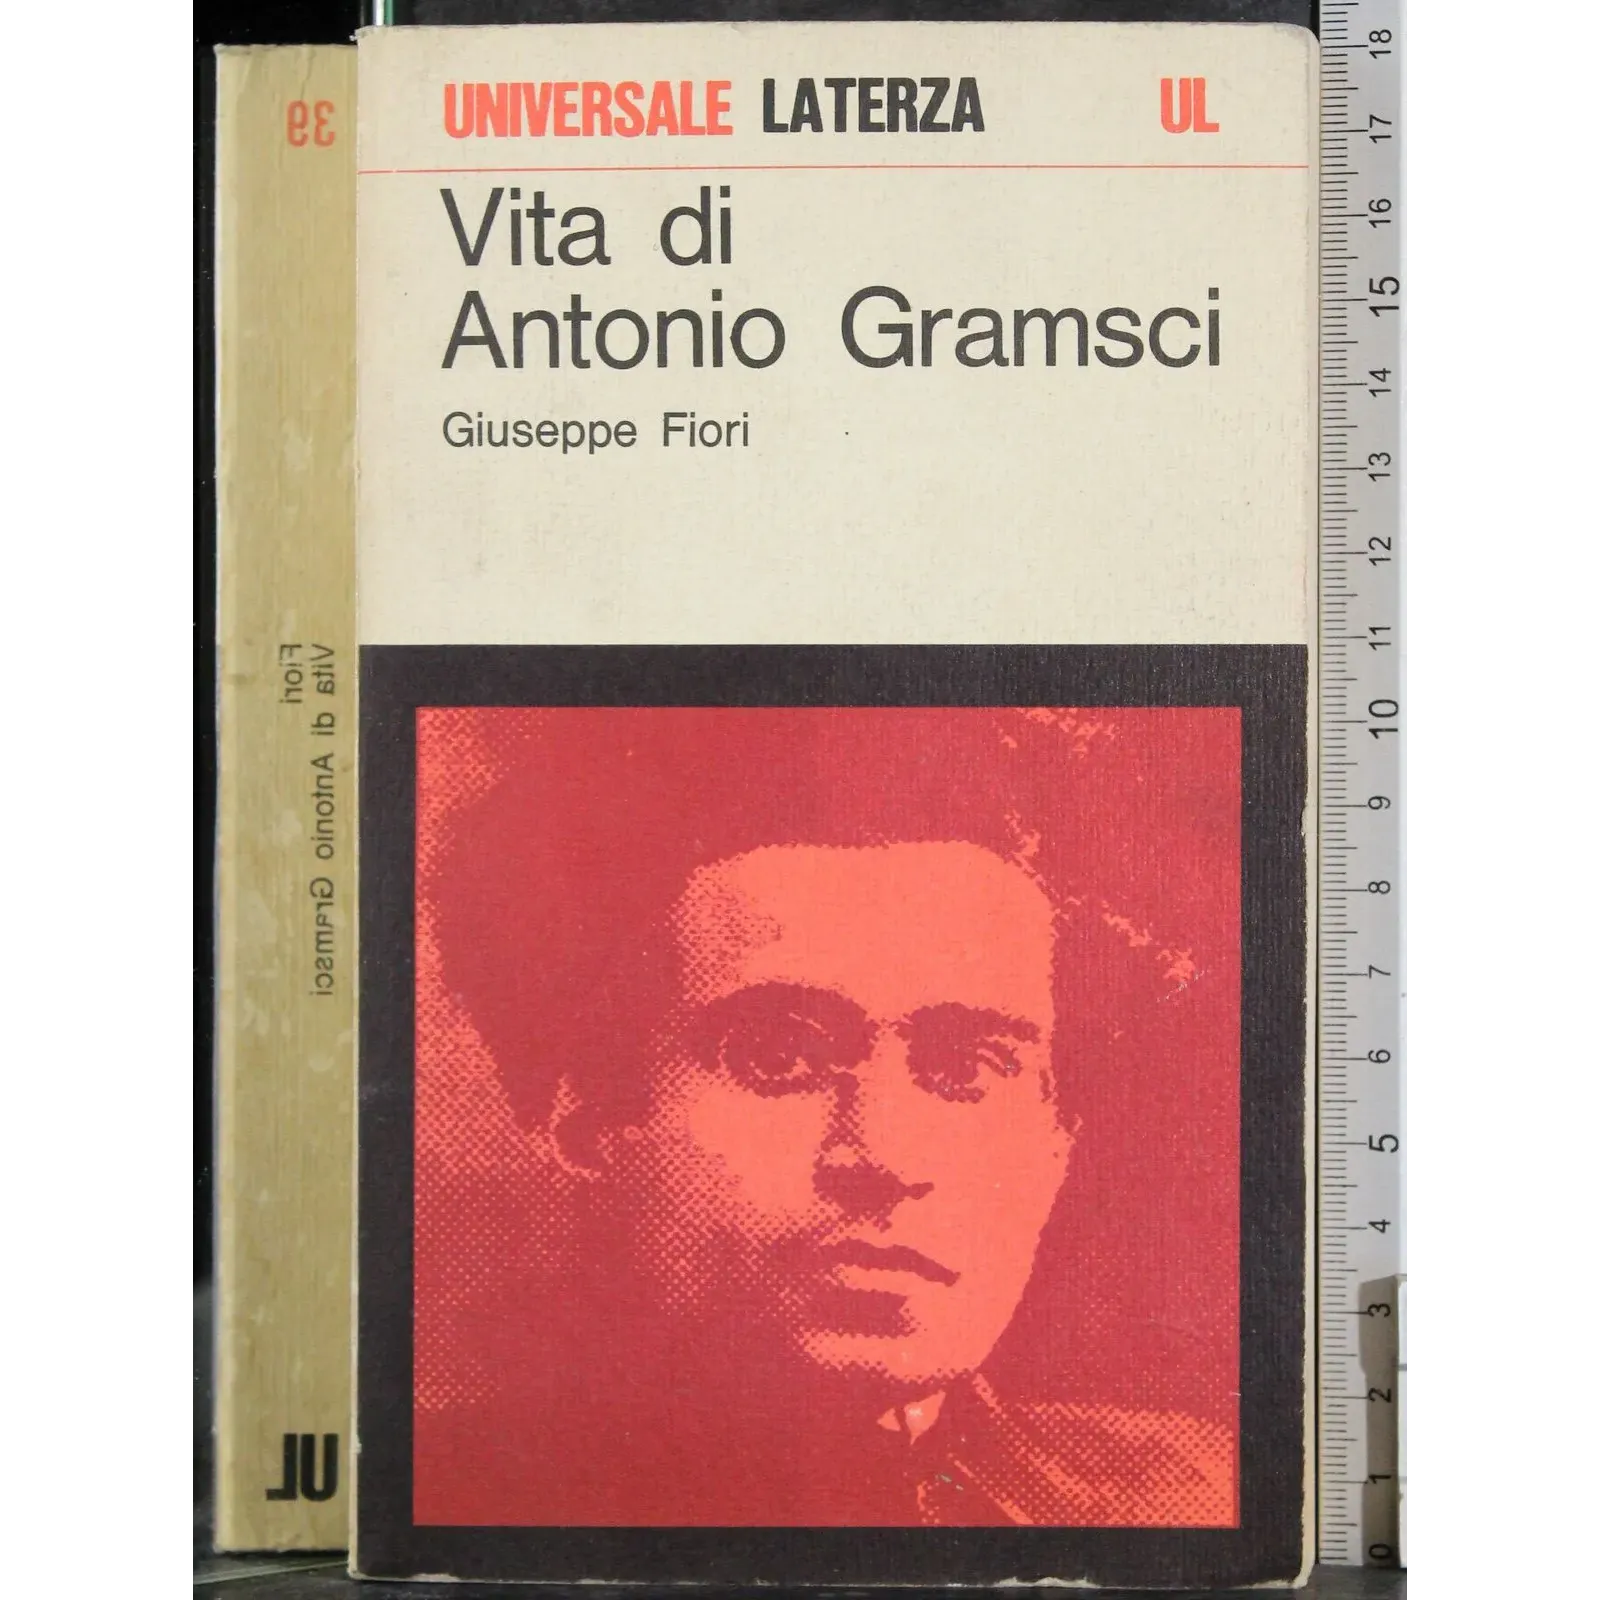 UNIVERSALE LATERZA UL
Vita di
Antonio Gramsci
Giuseppe Fiori
39
Vita di Antonio Gramsci
Fiori
UL
18
17
16
15
14
13
12
11
10
9
8
7
6
5
4
3
2
1
0